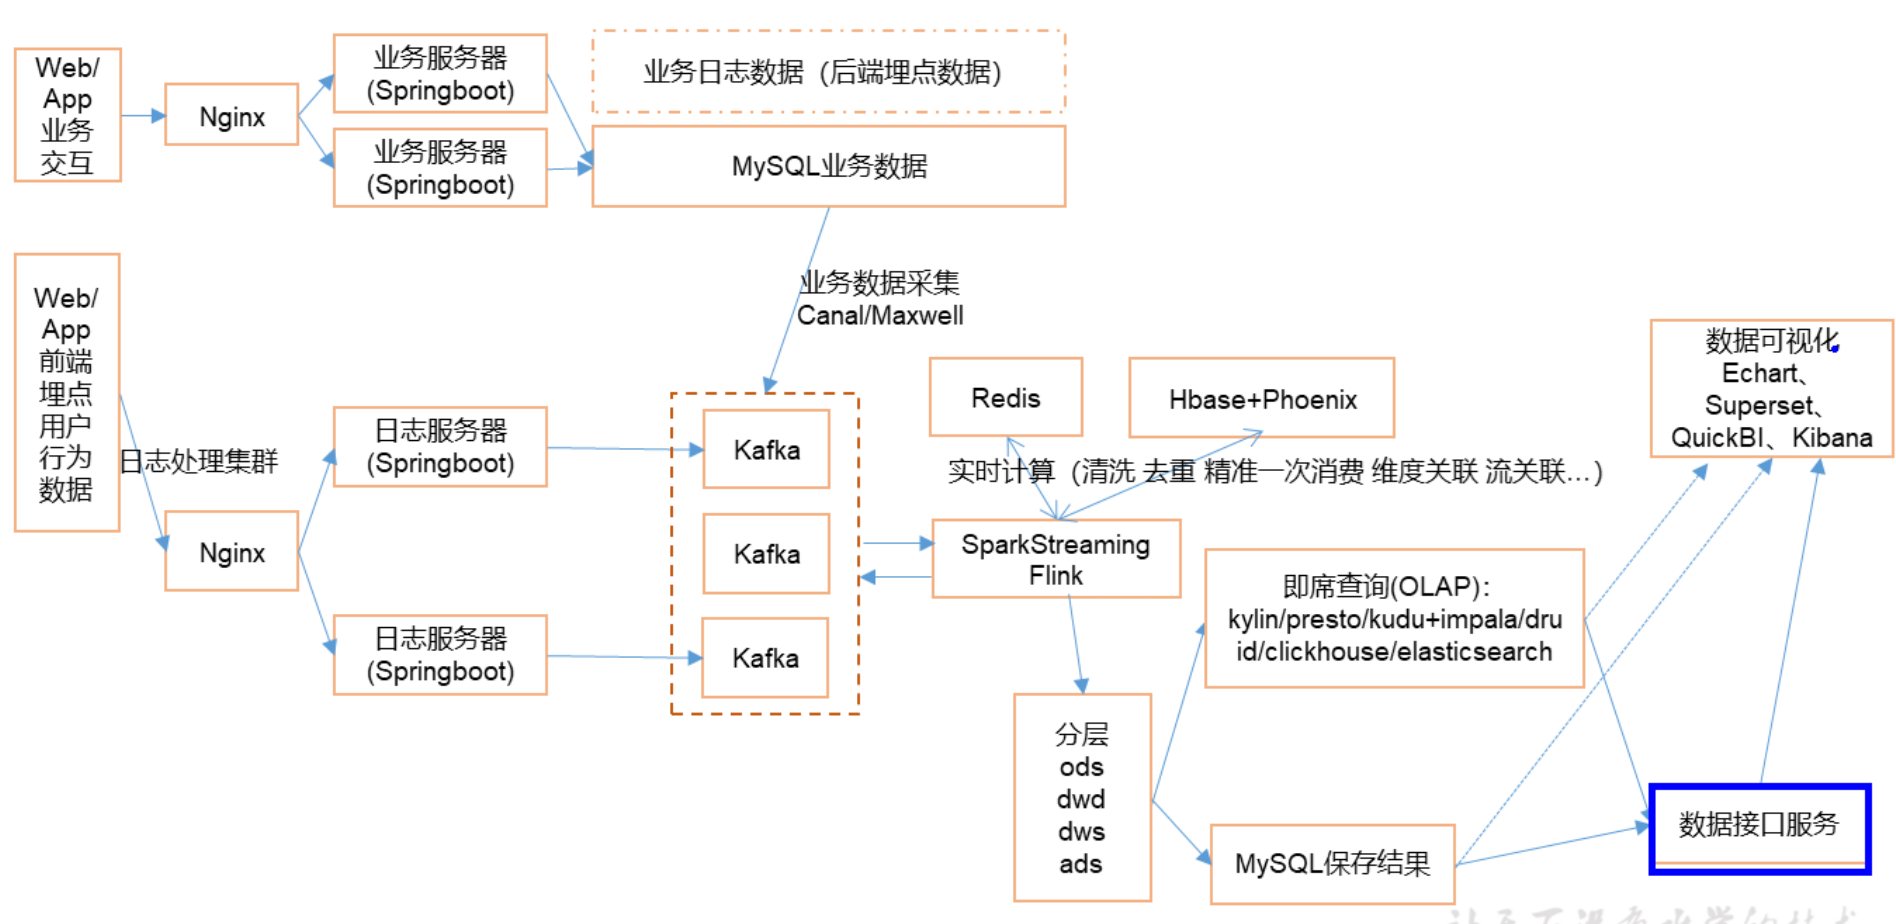 Web/
App
业务
交互
Nginx
业务服务器
(Springboot)
业务服务器
(Springboot)
业务日志数据（后端埋点数据）
MySQL业务数据
业务数据采集
Canal/Maxwell
Web/
App
前端
埋点
用户
行为
数据
日志处理集群
Nginx
日志服务器
(Springboot)
日志服务器
(Springboot)
Kafka
Kafka
Kafka
Redis
Hbase+Phoenix
实时计算（清洗 去重 精准一次消费 维度关联 流关联...）
SparkStreaming
Flink
分层
ods
dwd
dws
ads
即席查询(OLAP)：
kylin/presto/kudu+impala/dru
id/clickhouse/elasticsearch
MySQL保存结果
数据可视化
Echart、
Superset、
QuickBI、Kibana
数据接口服务